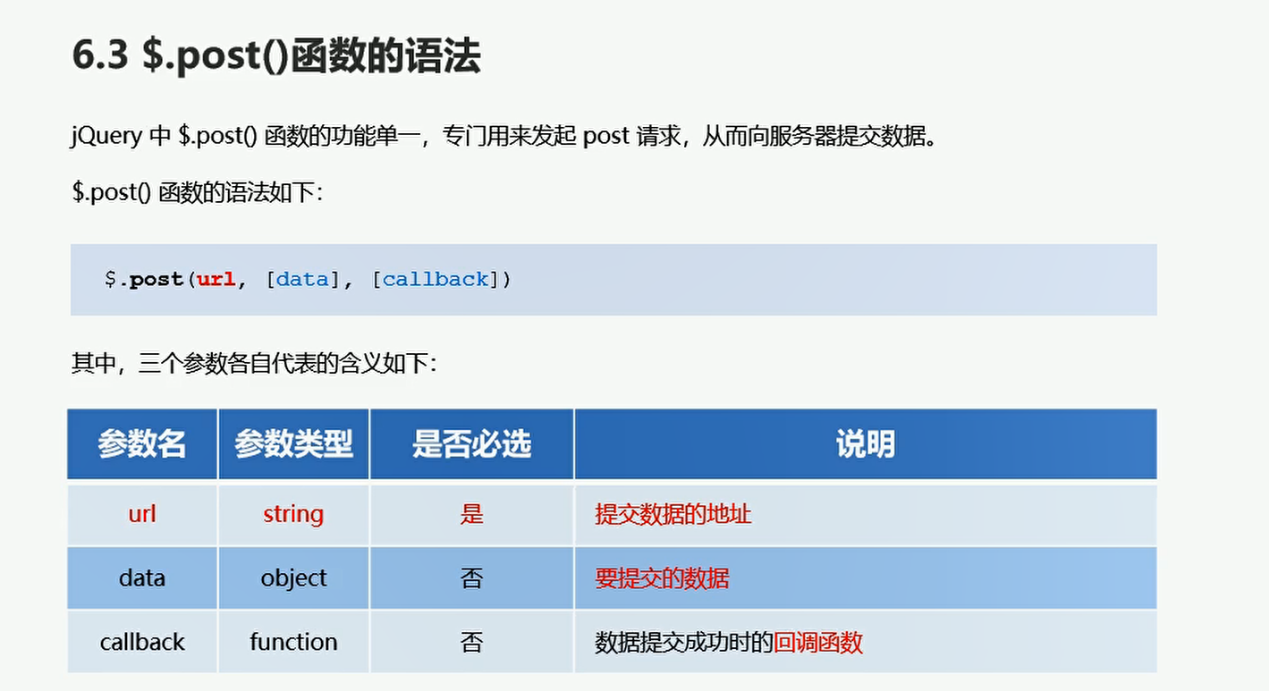 6.3 $.post()函数的语法
jQuery 中 $.post() 函数的功能单一，专门用来发起 post 请求，从而向服务器提交数据。
$.post() 函数的语法如下：
$.post(url, [data], [callback])
其中，三个参数各自代表的含义如下：
参数名 参数类型 是否必选 说明
url string 是 提交数据的地址
data object 否 要提交的数据
callback function 否 数据提交成功时的回调函数